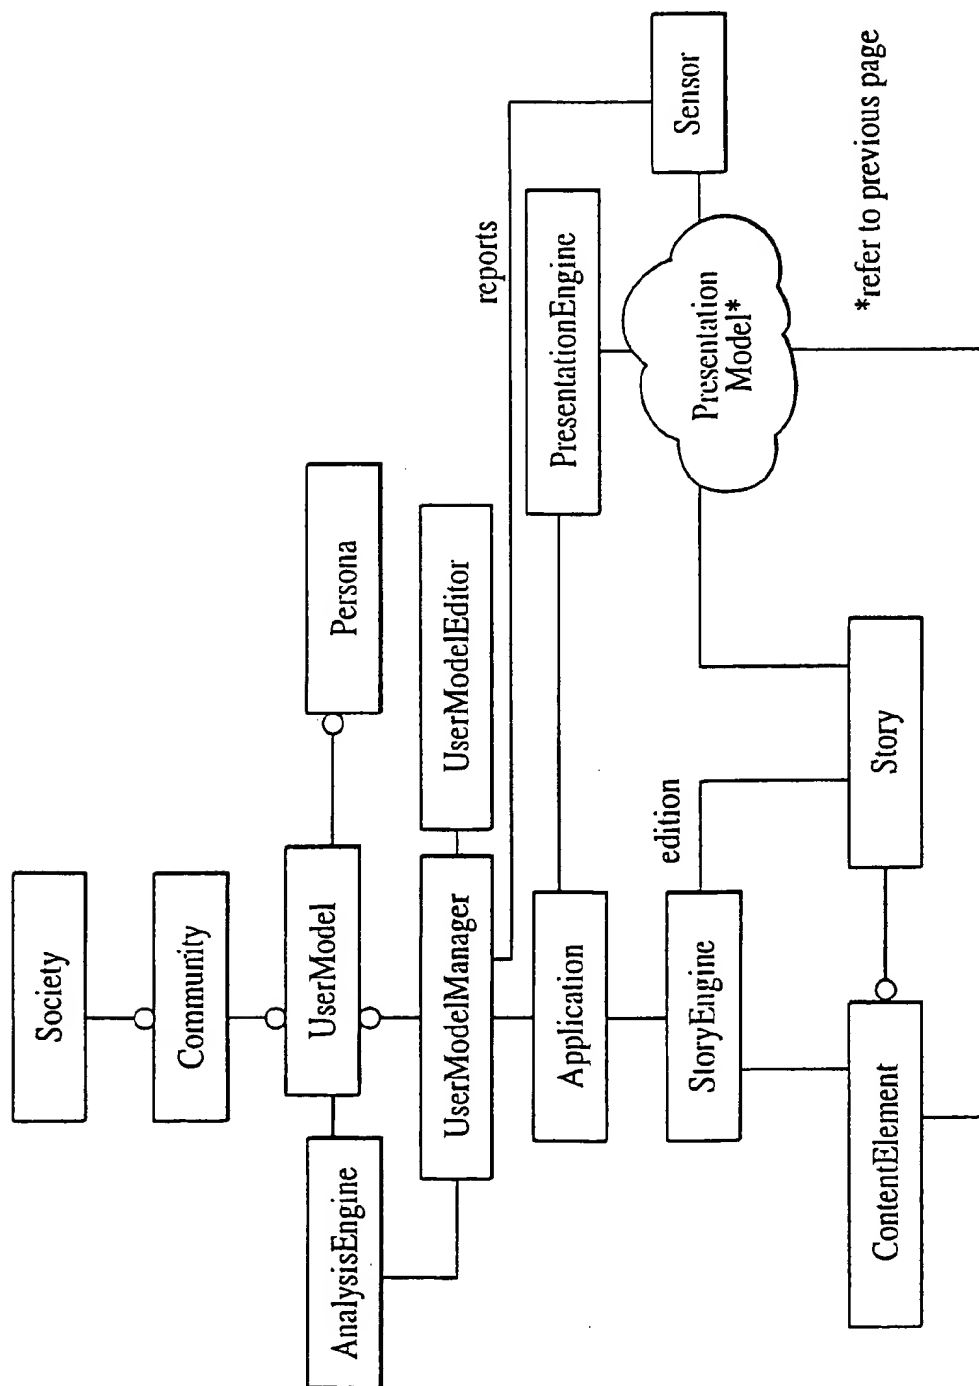 Society
Community
UserModel
Persona
AnalysisEngine
UserModelManager
UserModelEditor
reports
Application
PresentationEngine
Sensor
StoryEngine
edition
Presentation
Model*
ContentElement
Story
*refer to previous page